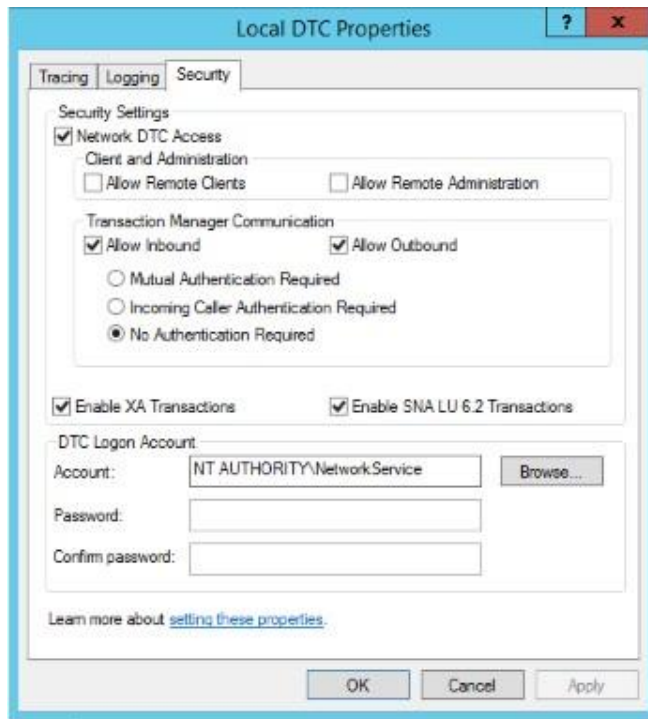 Local DTC Properties
? x
Tracing Logging Security
Security Settings
Network DTC Access
Client and Administration
Allow Remote Clients Allow Remote Administration
Transaction Manager Communication
Allow Inbound Allow Outbound
Mutual Authentication Required
Incoming Caller Authentication Required
No Authentication Required
Enable XA Transactions Enable SNA LU 6.2 Transactions
DTC Logon Account
Account: NT AUTHORITY\NetworkService Browse...
Password:
Confirm password:
Learn more about setting these properties.
OK Cancel Apply